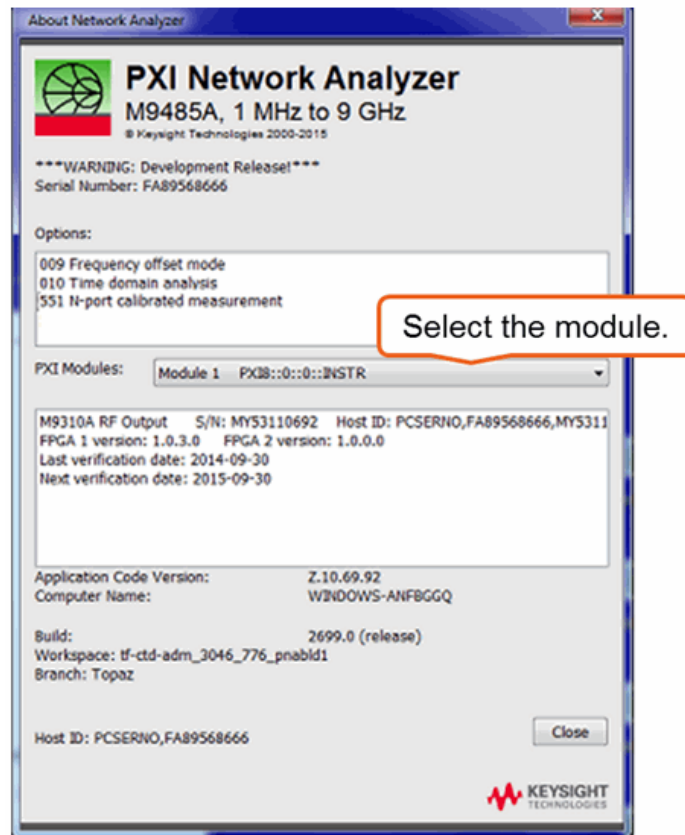 About Network Analyzer
PXI Network Analyzer
M9485A, 1 MHz to 9 GHz
© Keysight Technologies 2000-2015
***WARNING: Development Release!***
Serial Number: FA89568666
Options:
009 Frequency offset mode
010 Time domain analysis
551 N-port calibrated measurement
Select the module.
PXI Modules: Module 1 PXI8::0::0::INSTR
M9310A RF Output S/N: MY53110692 Host ID: PCSERNO,FA89568666,MY5311
FPGA 1 version: 1.0.3.0 FPGA 2 version: 1.0.0.0
Last verification date: 2014-09-30
Next verification date: 2015-09-30
Application Code Version: Z.10.69.92
Computer Name: WINDOWS-ANFBGGQ
Build: 2699.0 (release)
Workspace: tf-ctd-adm_3046_776_pnabld1
Branch: Topaz
Host ID: PCSERNO,FA89568666
Close
KEYSIGHT
TECHNOLOGIES